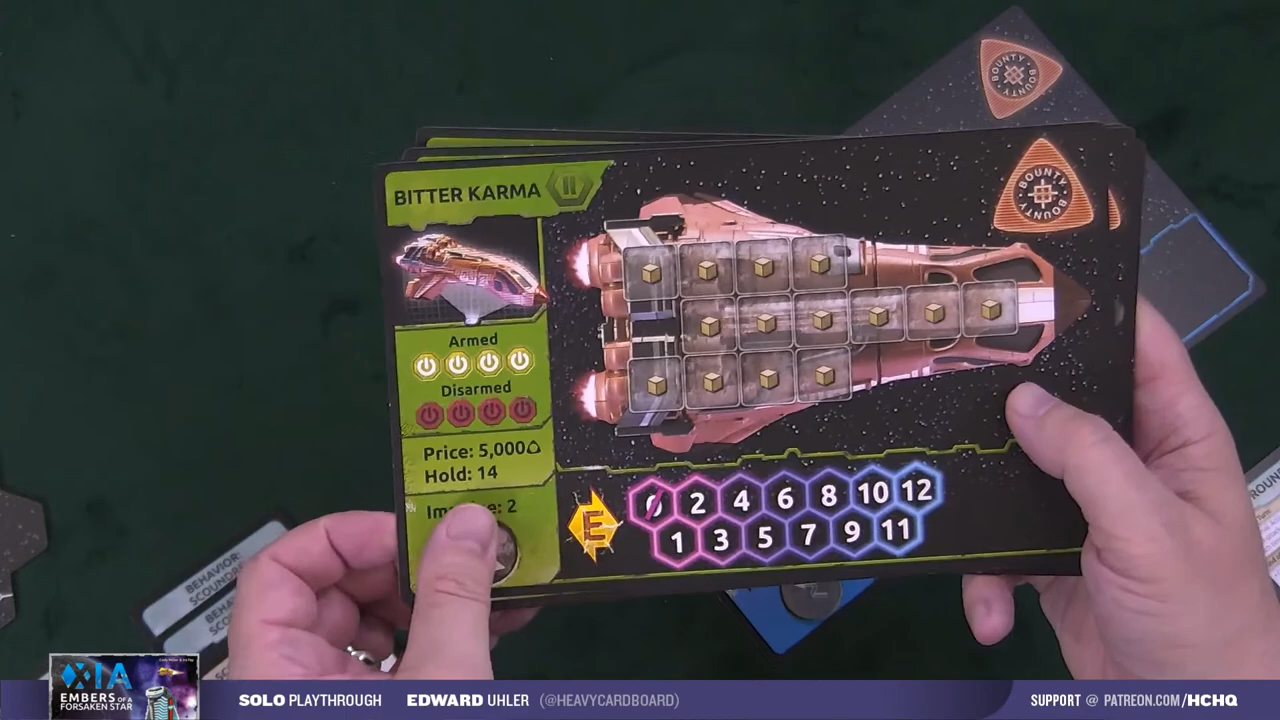 BITTER KARMA II
BOUNTY · BOUNTY
BOUNTY · BOUNTY
Armed
Disarmed
Price: 5,000
Hold: 14
E
0 2 4 6 8 10 12
1 3 5 7 9 11
2
BEHAVIOR:
XIA
EMBERS OF A
FORSAKEN STAR
SOLO PLAYTHROUGH EDWARD UHLER (@HEAVYCARDBOARD)
SUPPORT @ PATREON.COM/HCHQ